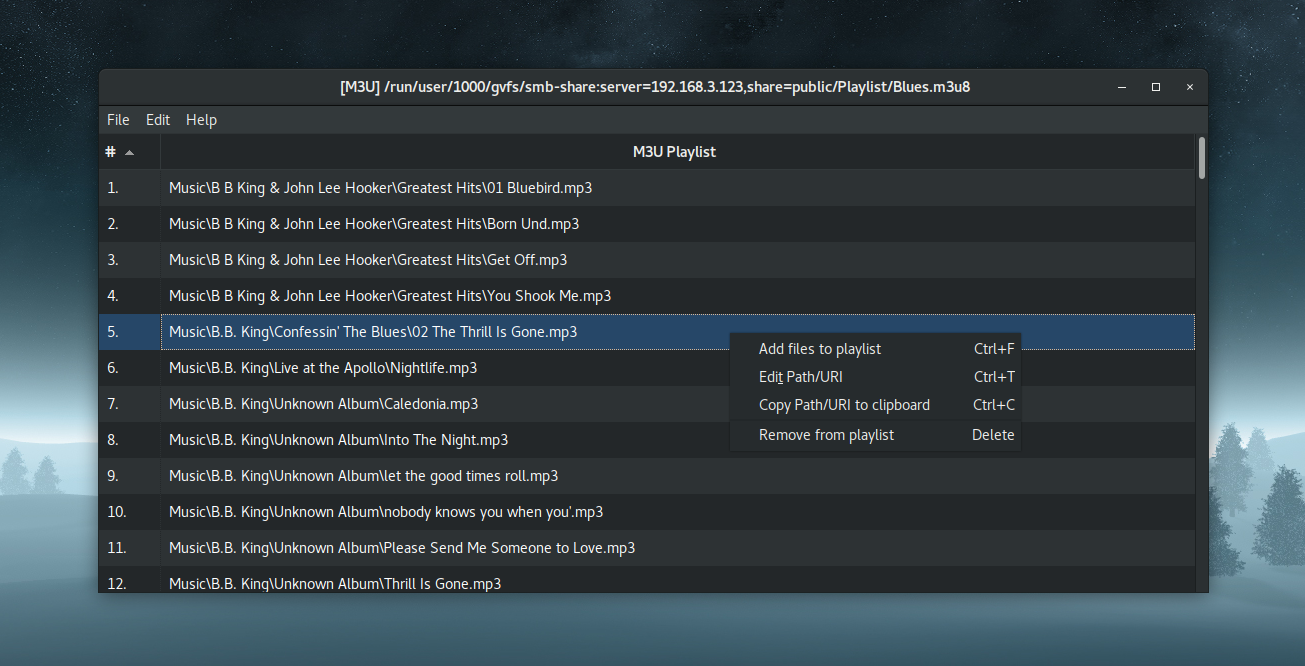 [M3U] /run/user/1000/gvfs/smb-share:server=192.168.3.123,share=public/Playlist/Blues.m3u8
File Edit Help
# M3U Playlist
1. Music\B B King & John Lee Hooker\Greatest Hits\01 Bluebird.mp3
2. Music\B B King & John Lee Hooker\Greatest Hits\Born Und.mp3
3. Music\B B King & John Lee Hooker\Greatest Hits\Get Off.mp3
4. Music\B B King & John Lee Hooker\Greatest Hits\You Shook Me.mp3
5. Music\B.B. King\Confessin' The Blues\02 The Thrill Is Gone.mp3
Add files to playlist Ctrl+F
6. Music\B.B. King\Live at the Apollo\Nightlife.mp3
Edit Path/URI Ctrl+T
7. Music\B.B. King\Unknown Album\Caledonia.mp3
Copy Path/URI to clipboard Ctrl+C
8. Music\B.B. King\Unknown Album\Into The Night.mp3
Remove from playlist Delete
9. Music\B.B. King\Unknown Album\let the good times roll.mp3
10. Music\B.B. King\Unknown Album\nobody knows you when you'.mp3
11. Music\B.B. King\Unknown Album\Please Send Me Someone to Love.mp3
12. Music\B.B. King\Unknown Album\Thrill Is Gone.mp3